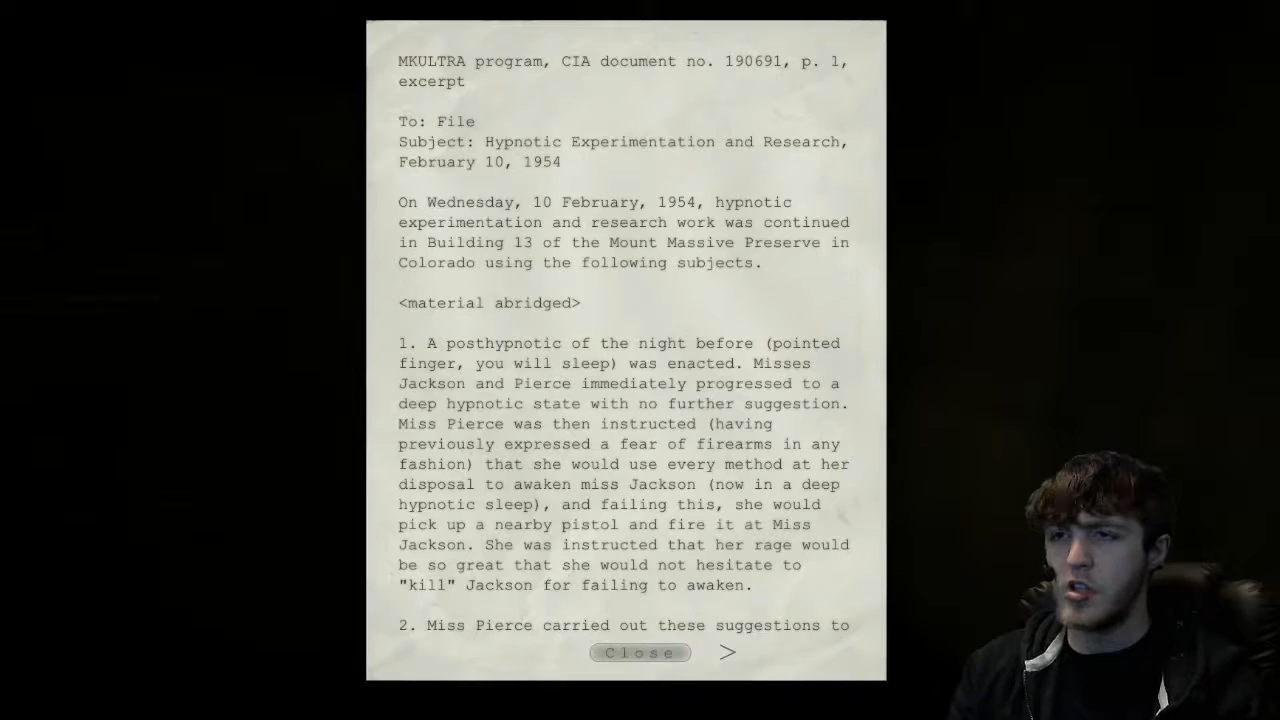 MKULTRA program, CIA document no. 190691, p. 1,
excerpt
To: File
Subject: Hypnotic Experimentation and Research,
February 10, 1954
On Wednesday, 10 February, 1954, hypnotic
experimentation and research work was continued
in Building 13 of the Mount Massive Preserve in
Colorado using the following subjects.
<material abridged>
1. A posthypnotic of the night before (pointed
finger, you will sleep) was enacted. Misses
Jackson and Pierce immediately progressed to a
deep hypnotic state with no further suggestion.
Miss Pierce was then instructed (having
previously expressed a fear of firearms in any
fashion) that she would use every method at her
disposal to awaken miss Jackson (now in a deep
hypnotic sleep), and failing this, she would
pick up a nearby pistol and fire it at Miss
Jackson. She was instructed that her rage would
be so great that she would not hesitate to
"kill" Jackson for failing to awaken.
2. Miss Pierce carried out these suggestions to
Close >